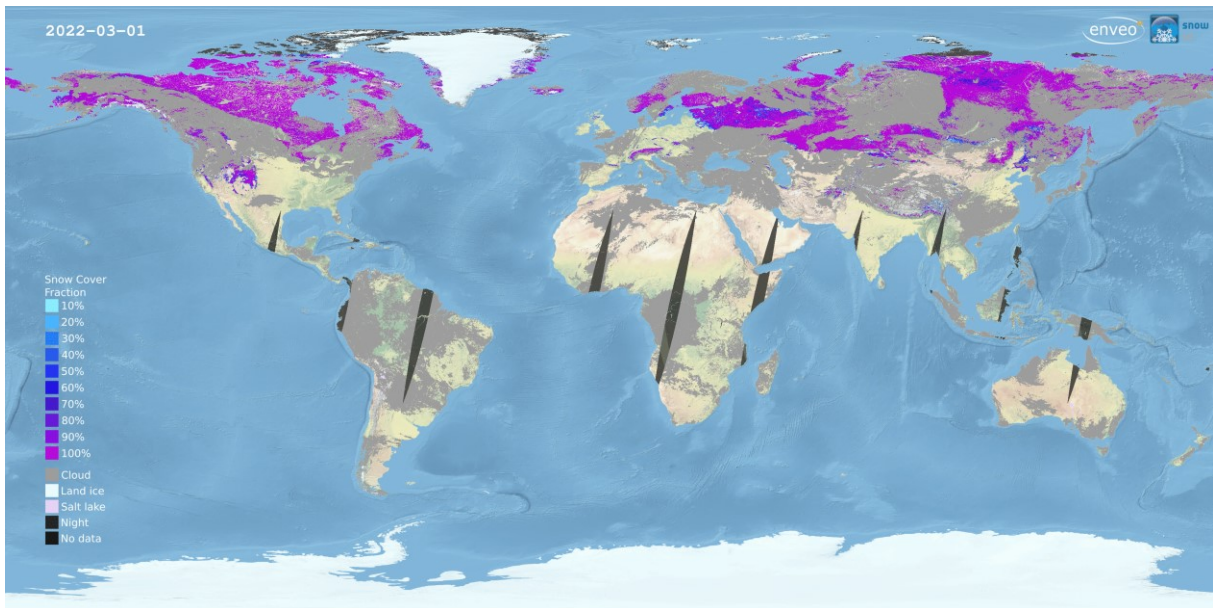 2022-03-01
enveo
snow
Snow Cover
Fraction
10%
20%
30%
40%
50%
60%
70%
80%
90%
100%
Cloud
Land ice
Salt lake
Night
No data